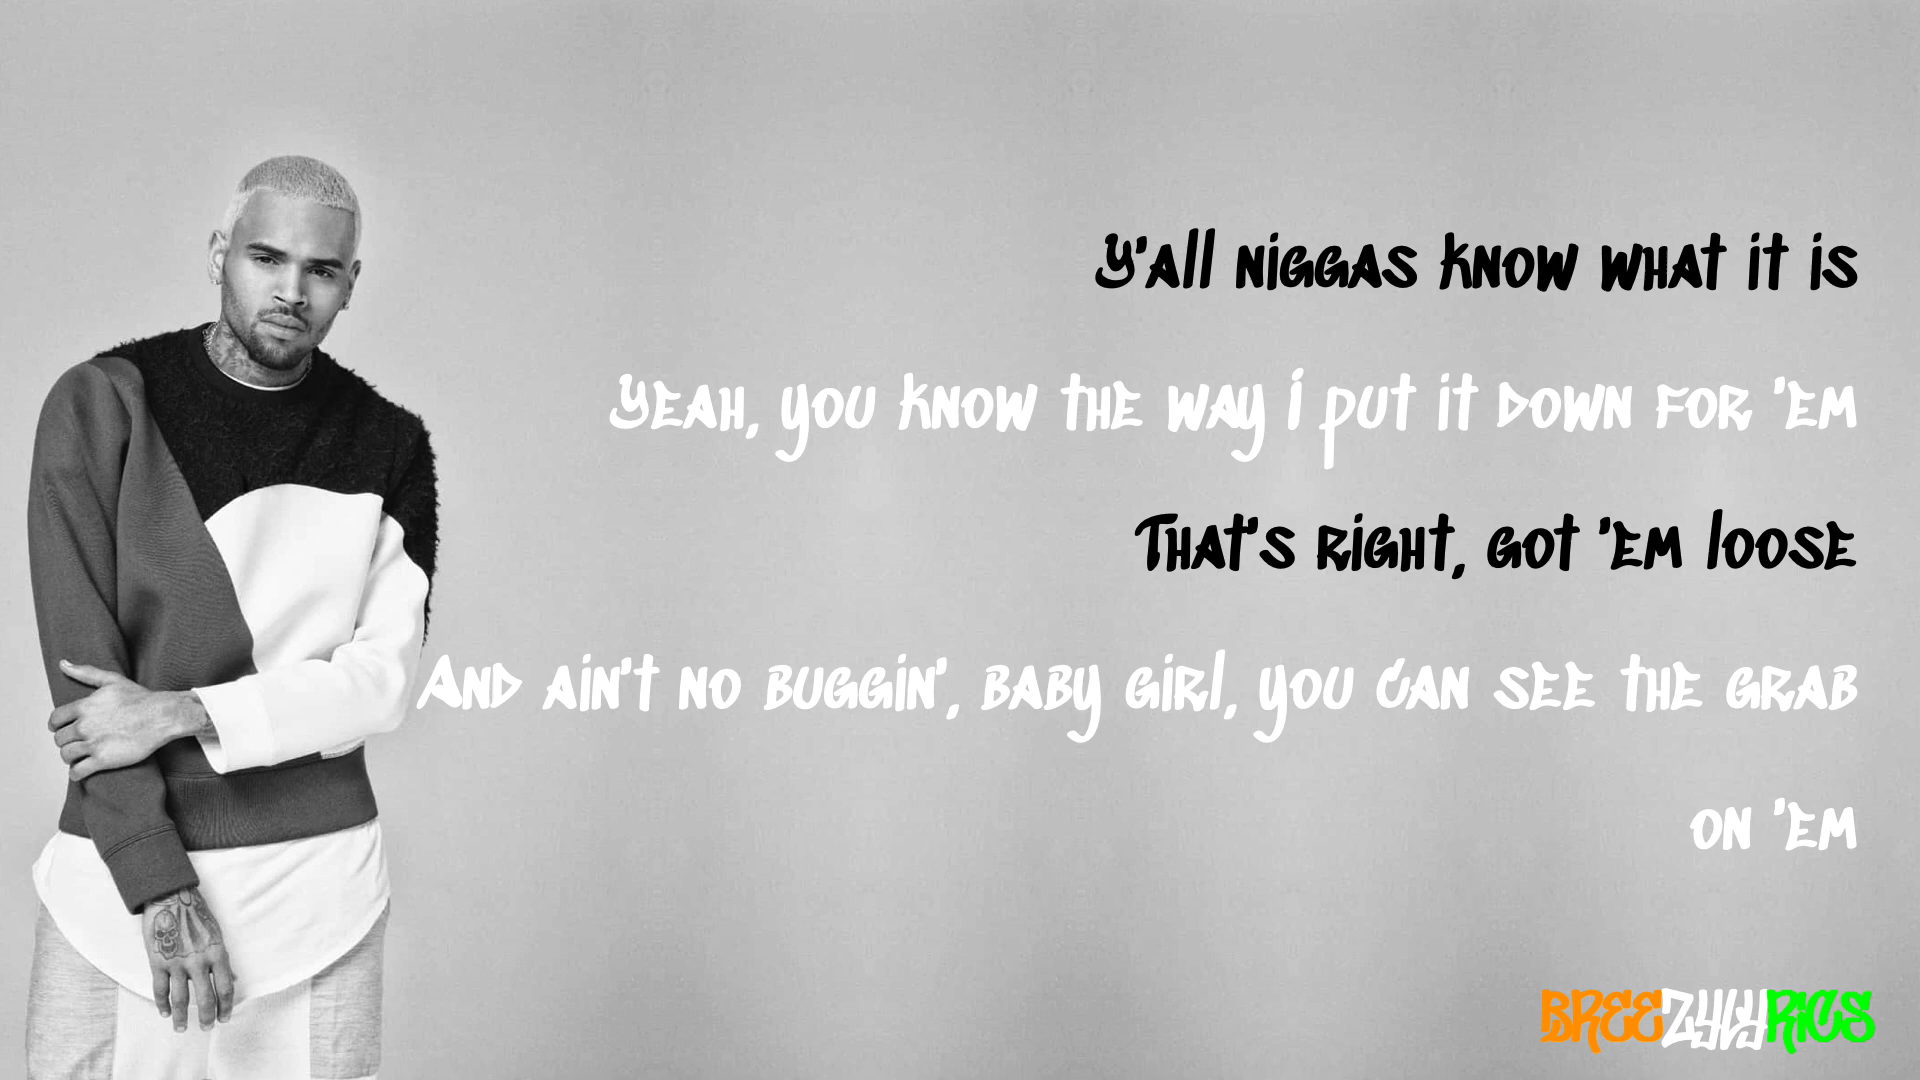 Y'all niggas know what it is
Yeah, you know the way I put it down for 'em
That's right, got 'em loose
And ain't no buggin', baby girl, you can see the grab
on 'em
BREEZYLYRICS